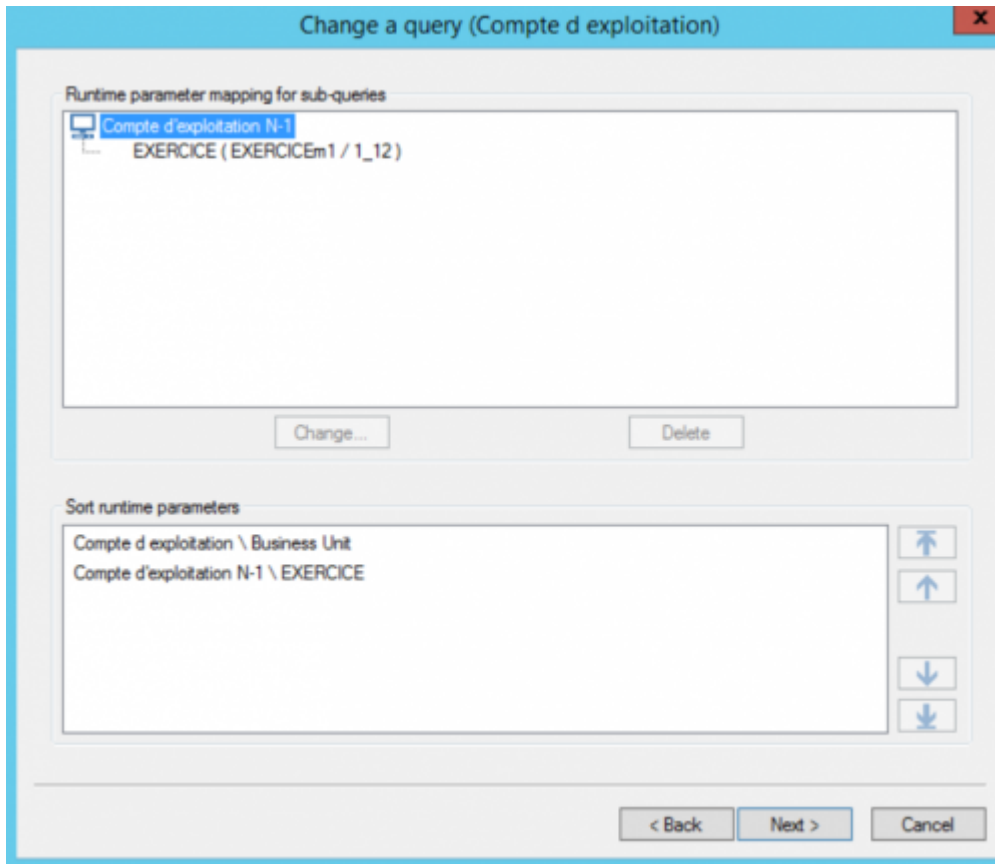 Change a query (Compte d exploitation)
x
Runtime parameter mapping for sub-queries
Compte d'exploitation N-1
EXERCICE ( EXERCICEm1 / 1_12 )
Change... Delete
Sort runtime parameters
Compte d exploitation \ Business Unit
Compte d'exploitation N-1 \ EXERCICE
< Back Next > Cancel